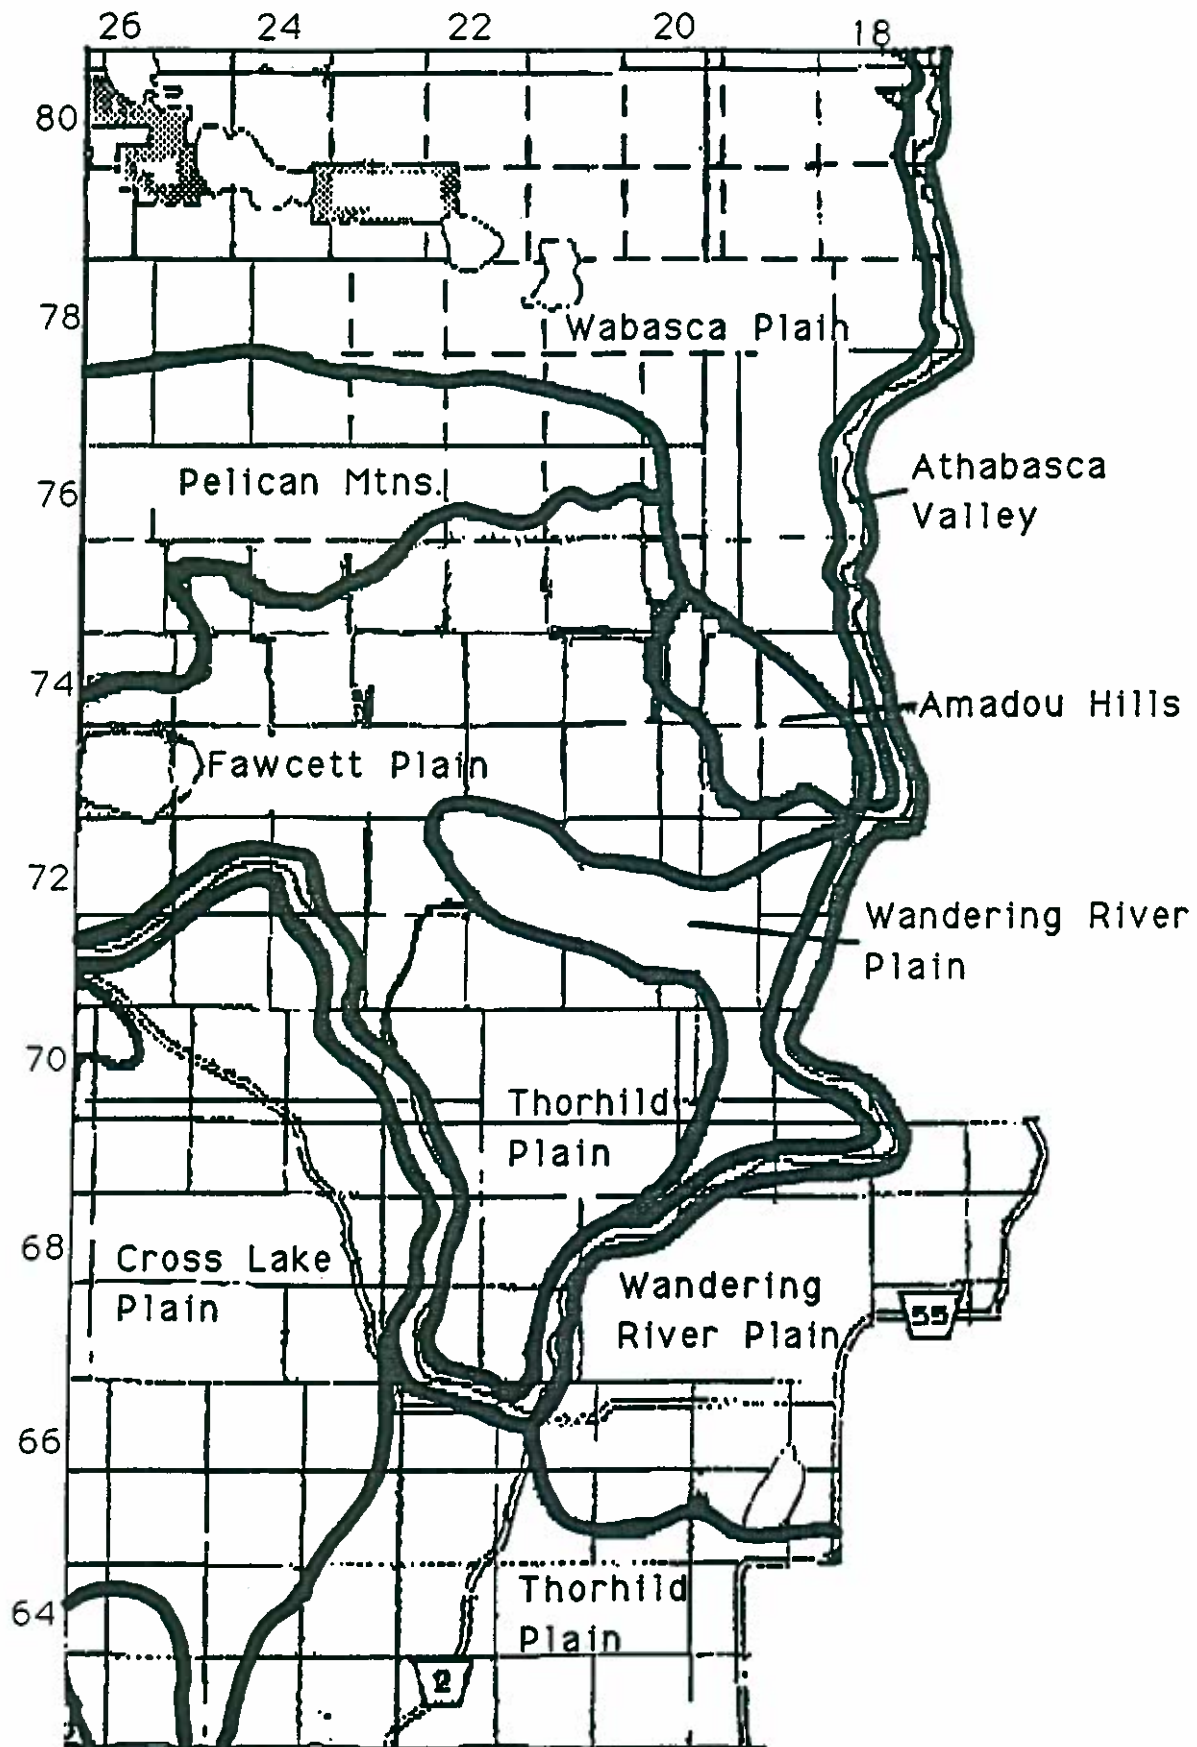 26 24 22 20 18
80
78
Wabasca Plain
76
Pelican Mtns.
Athabasca
Valley
74
Amadou Hills
Fawcett Plain
72
Wandering River
Plain
70
Thorhild
Plain
68
Cross Lake
Plain
Wandering
River Plain
55
66
64
Thorhild
Plain
2